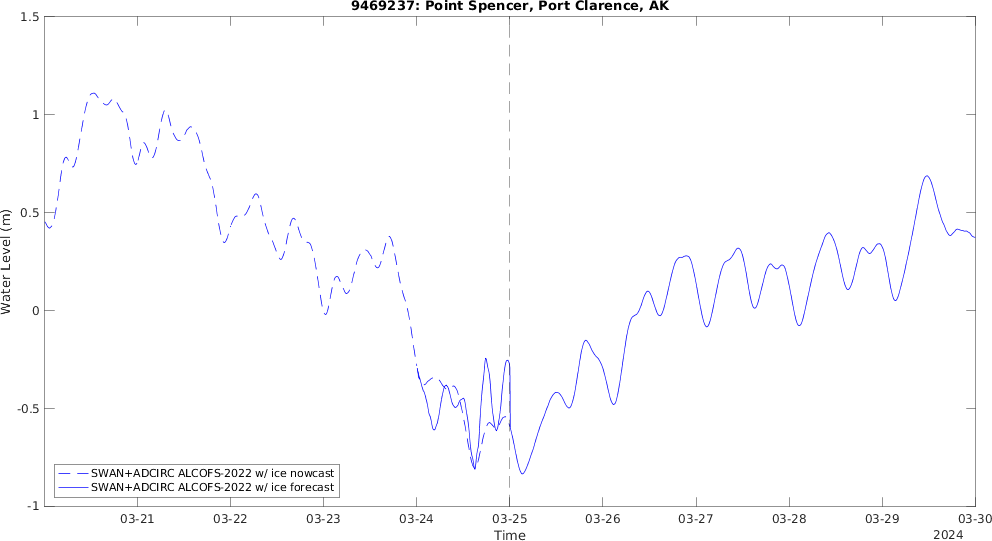 9469237: Point Spencer, Port Clarence, AK
1.5
1
0.5
0
-0.5
-1
Water Level (m)
SWAN+ADCIRC ALCOFS-2022 w/ ice nowcast
SWAN+ADCIRC ALCOFS-2022 w/ ice forecast
03-21 03-22 03-23 03-24 03-25 03-26 03-27 03-28 03-29 03-30
Time
2024